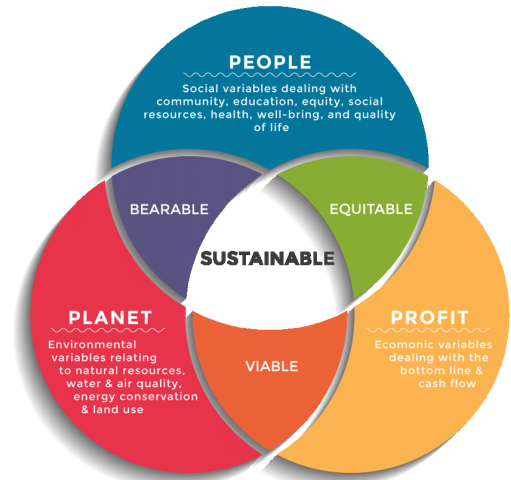 PEOPLE
Social variables dealing with
community, education, equity, social
resources, health, well-bring, and quality
of life
BEARABLE
EQUITABLE
SUSTAINABLE
PLANET
Environmental
variables relating
to natural resources,
water & air quality,
energy conservation
& land use
PROFIT
Ecomonic variables
dealing with the
bottom line &
cash flow
VIABLE